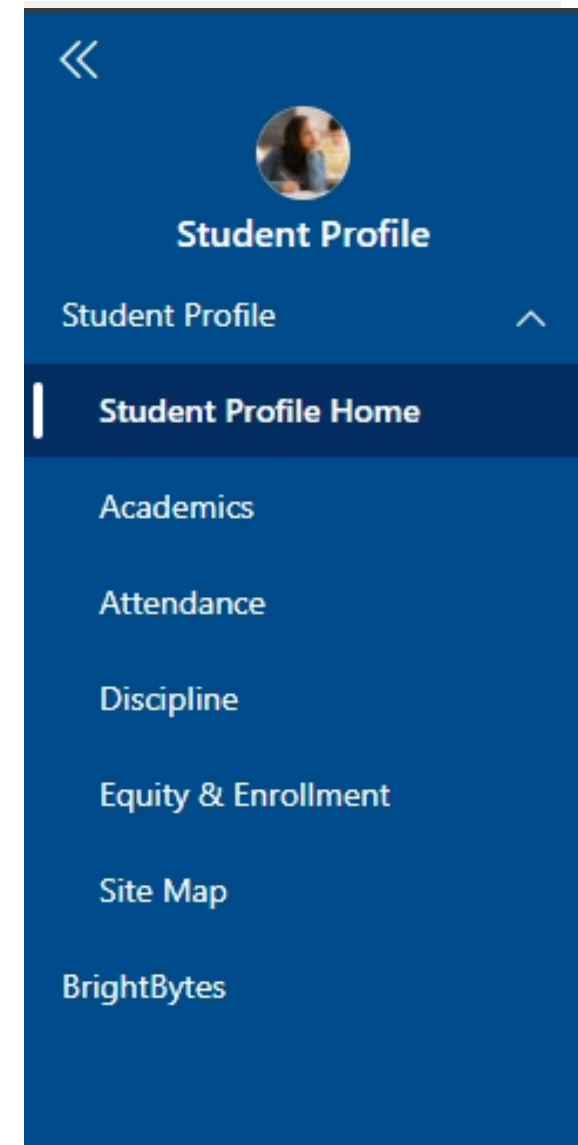 Student Profile
Student Profile
Student Profile Home
Academics
Attendance
Discipline
Equity & Enrollment
Site Map
BrightBytes